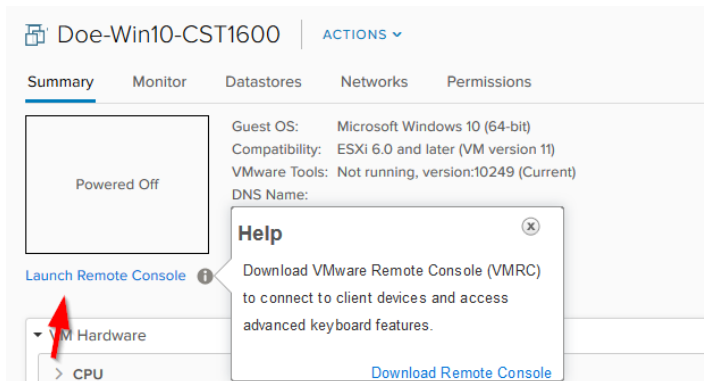 Doe-Win10-CST1600 ACTIONS
Summary Monitor Datastores Networks Permissions
Powered Off
Guest OS: Microsoft Windows 10 (64-bit)
Compatibility: ESXi 6.0 and later (VM version 11)
VMware Tools: Not running, version:10249 (Current)
DNS Name:
Launch Remote Console
Help
Download VMware Remote Console (VMRC)
to connect to client devices and access
advanced keyboard features.
Download Remote Console
VM Hardware
CPU